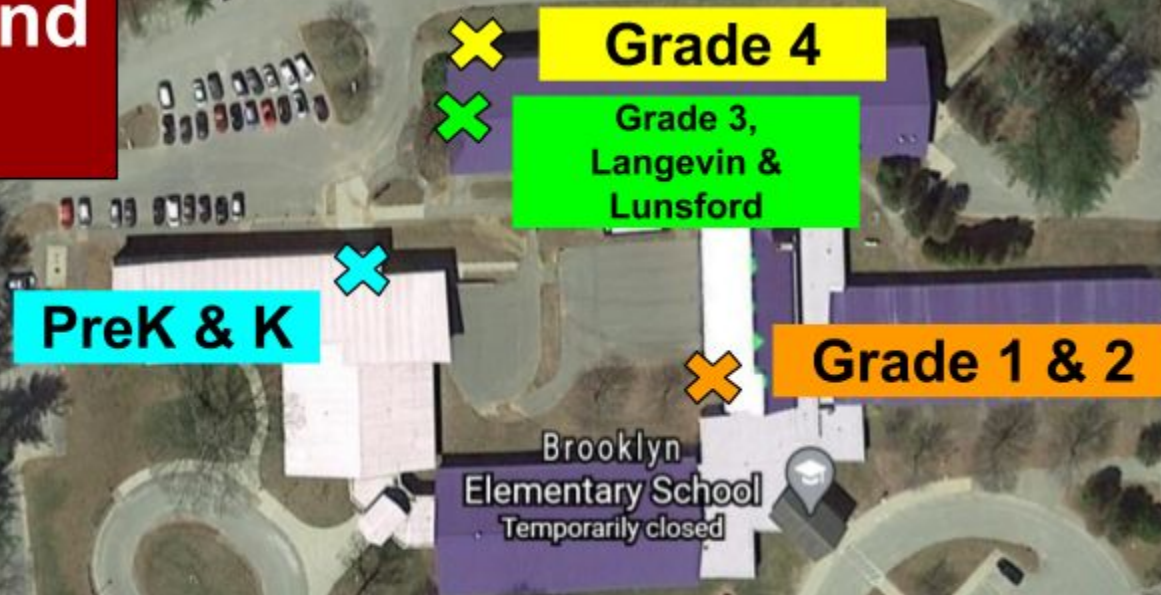 nd
Grade 4
Grade 3,
Langevin &
Lunsford
PreK & K
Grade 1 & 2
Brooklyn
Elementary School
Temporarily closed